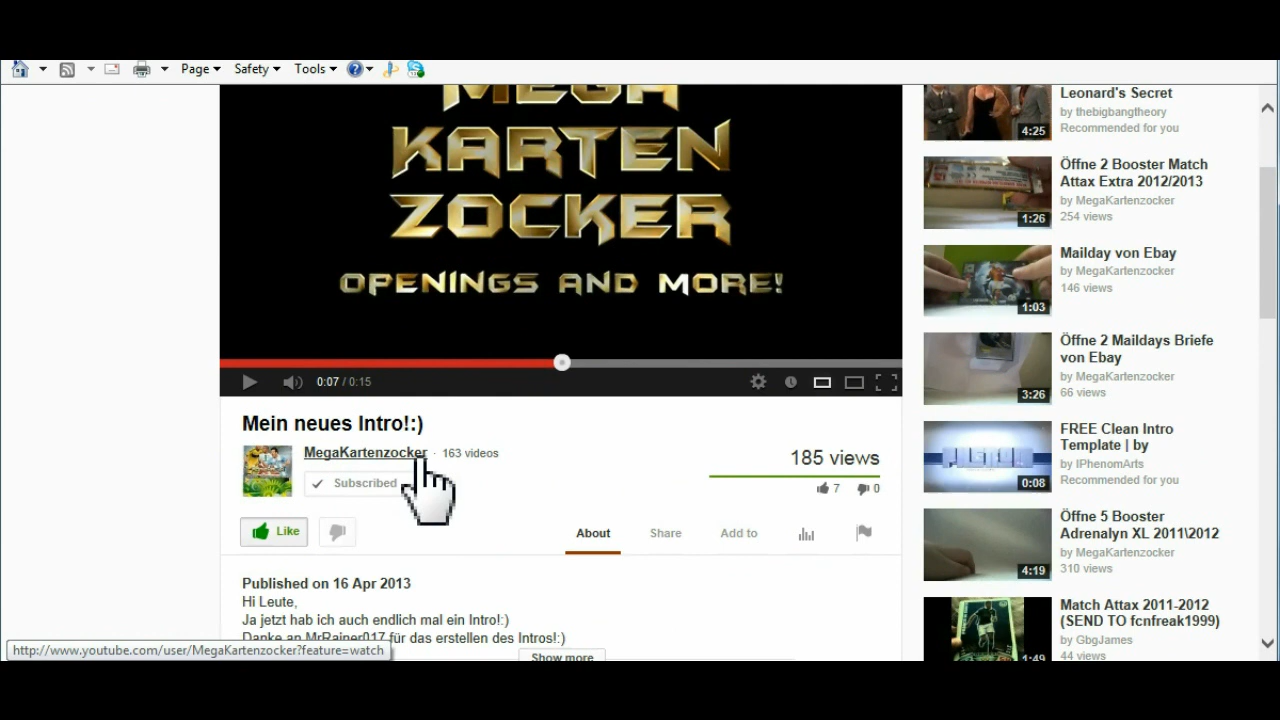 Page
Safety
Tools
MEGA
KARTEN
ZOCKER
OPENINGS AND MORE!
0:07 / 0:15
Mein neues Intro!:)
MegaKartenzocker · 163 videos
Subscribed
185 views
7
0
Like
About
Share
Add to
Published on 16 Apr 2013
Hi Leute,
Ja jetzt hab ich auch endlich mal ein Intro!:)
Danke an MrRainer017 für das erstellen des Intros!:)
Show more
http://www.youtube.com/user/MegaKartenzocker?feature=watch
Leonard's Secret
by thebigbangtheory
Recommended for you
4:25
Öffne 2 Booster Match
Attax Extra 2012/2013
by MegaKartenzocker
254 views
1:26
Mailday von Ebay
by MegaKartenzocker
146 views
1:03
Öffne 2 Maildays Briefe
von Ebay
by MegaKartenzocker
66 views
3:26
FREE Clean Intro
Template | by
by IPhenomArts
Recommended for you
0:08
Öffne 5 Booster
Adrenalyn XL 2011\2012
by MegaKartenzocker
310 views
4:19
Match Attax 2011-2012
(SEND TO fcnfreak1999)
by GbgJames
44 views
1:49